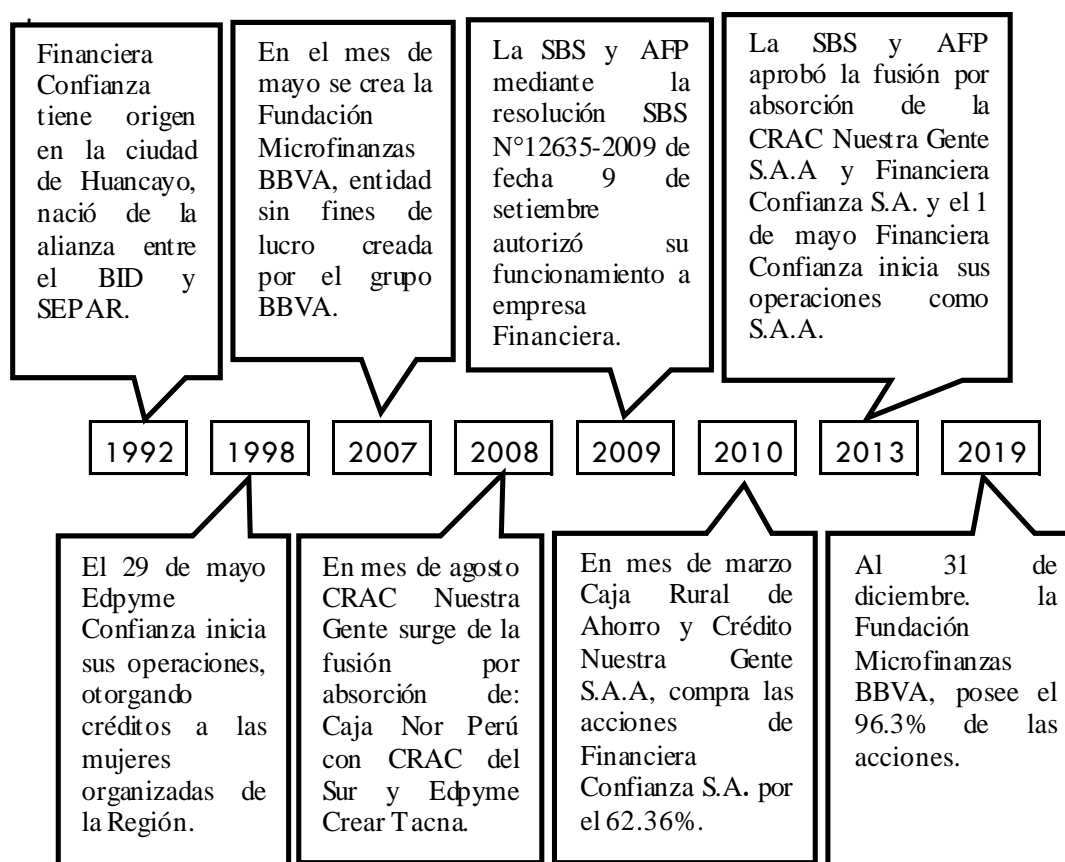 Financiera
Confianza
tiene origen
en la ciudad
de Huancayo,
nació de la
alianza entre
el BID y
SEPAR.
En el mes de
mayo se crea la
Fundación
Microfinanzas
BBVA, entidad
sin fines de
lucro creada
por el grupo
BBVA.
La SBS y AFP
mediante la
resolución SBS
N°12635-2009 de
fecha 9 de
setiembre
autorizó su
funcionamiento a
empresa
Financiera.
La SBS y AFP
aprobó la fusión por
absorción de la
CRAC Nuestra Gente
S.A.A y Financiera
Confianza S.A. y el 1
de mayo Financiera
Confianza inicia sus
operaciones como
S.A.A.
1992 1998 2007 2008 2009 2010 2013 2019
El 29 de mayo
Edpyme
Confianza inicia
sus operaciones,
otorgando
créditos a las
mujeres
organizadas de
la Región.
En mes de agosto
CRAC Nuestra
Gente surge de la
fusión por
absorción de:
Caja Nor Perú
con CRAC del
Sur y Edpyme
Crear Tacna.
En mes de marzo
Caja Rural de
Ahorro y Crédito
Nuestra Gente
S.A.A, compra las
acciones de
Financiera
Confianza S.A. por
el 62.36%.
Al 31 de
diciembre. la
Fundación
Microfinanzas
BBVA, posee el
96.3% de las
acciones.